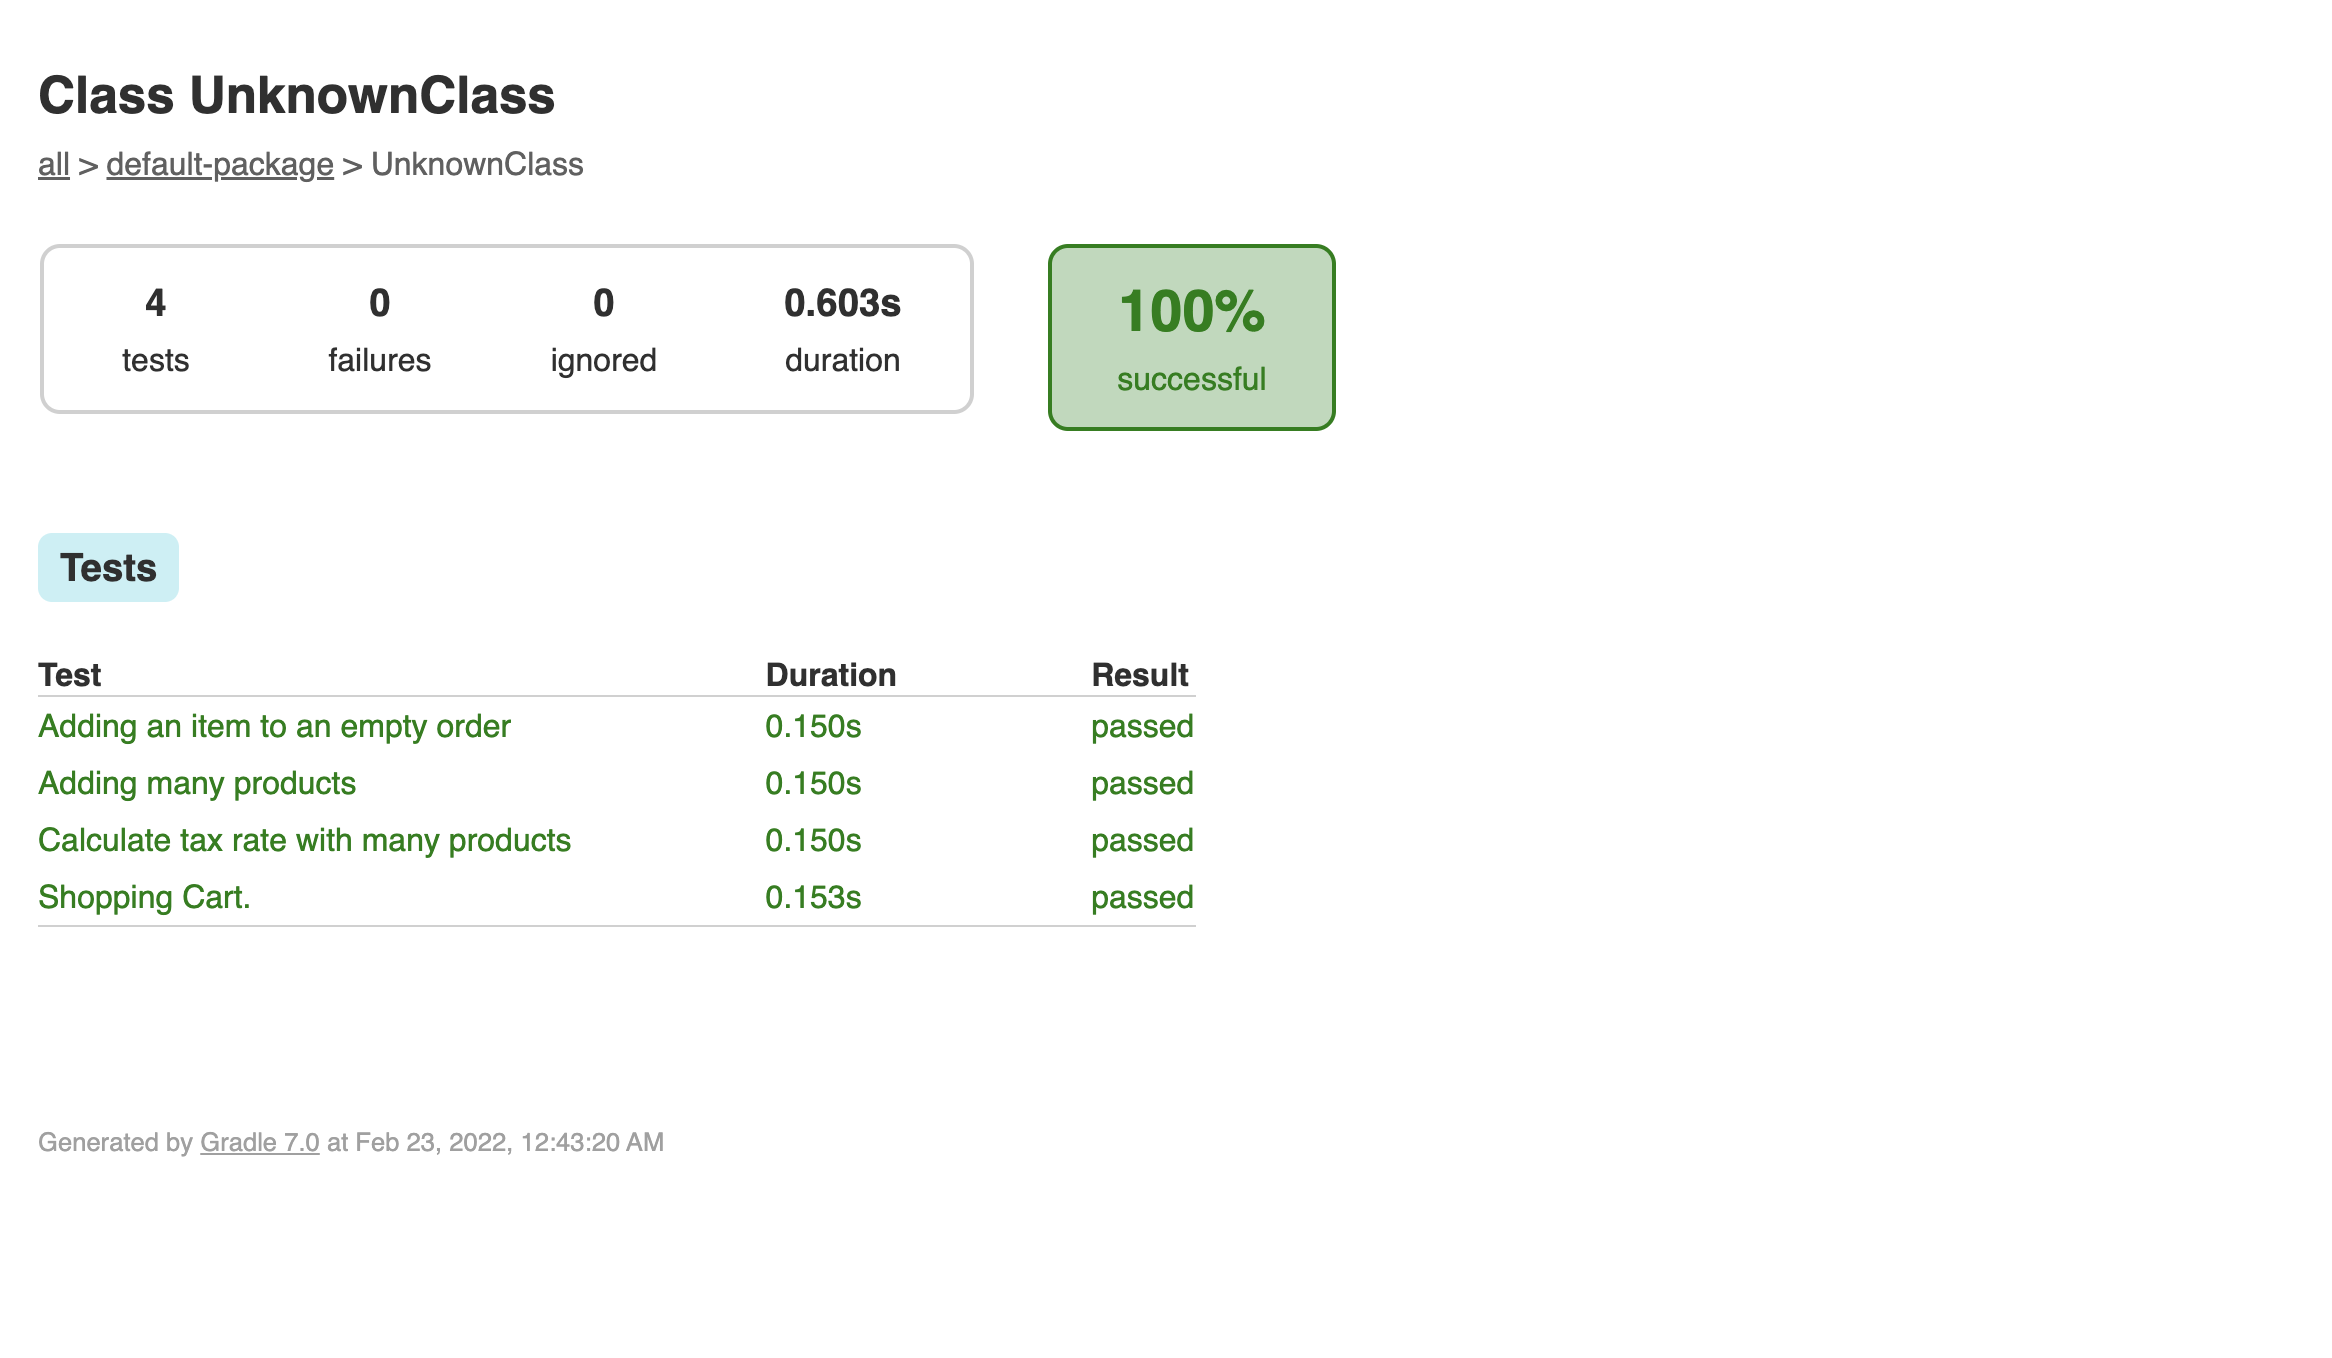 Class UnknownClass
all > default-package > UnknownClass
4 0 0 0.603s
tests failures ignored duration
100%
successful
Tests
Test Duration Result
Adding an item to an empty order 0.150s passed
Adding many products 0.150s passed
Calculate tax rate with many products 0.150s passed
Shopping Cart. 0.153s passed
Generated by Gradle 7.0 at Feb 23, 2022, 12:43:20 AM